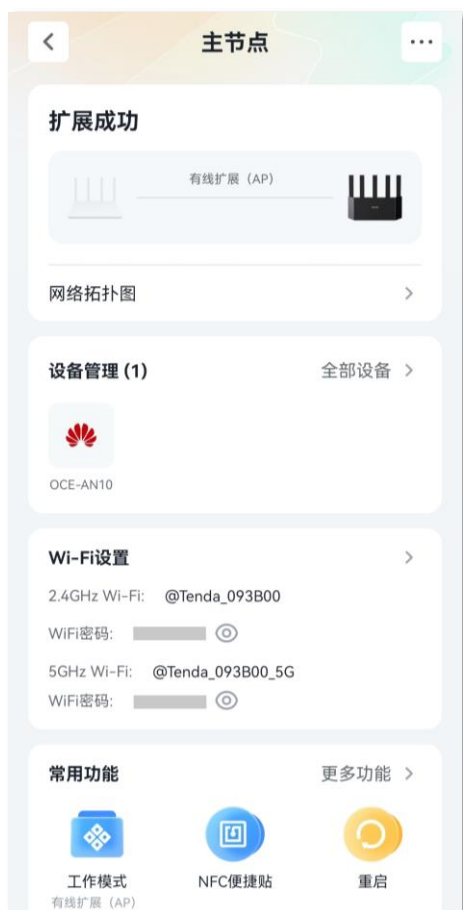 主节点
扩展成功
有线扩展（AP）
网络拓扑图
设备管理 (1)
全部设备
OCE-AN10
Wi-Fi设置
2.4GHz Wi-Fi: @Tenda_093B00
WiFi密码:
5GHz Wi-Fi: @Tenda_093B00_5G
WiFi密码:
常用功能
更多功能
工作模式
NFC便捷贴
重启
有线扩展（AP）